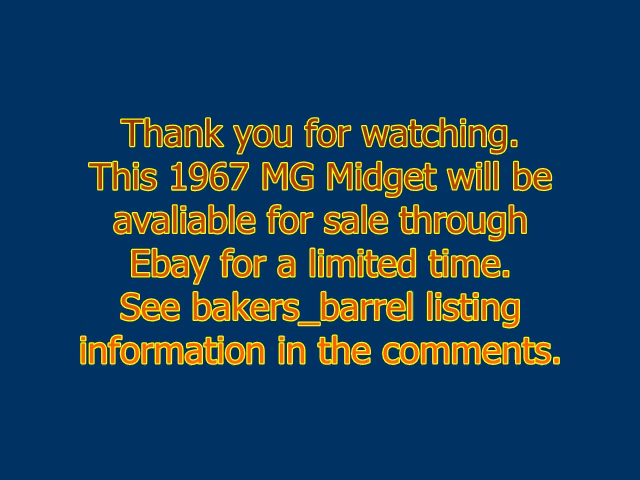 Thank you for watching.
This 1967 MG Midget will be
avaliable for sale through
Ebay for a limited time.
See bakers_barrel listing
information in the comments.